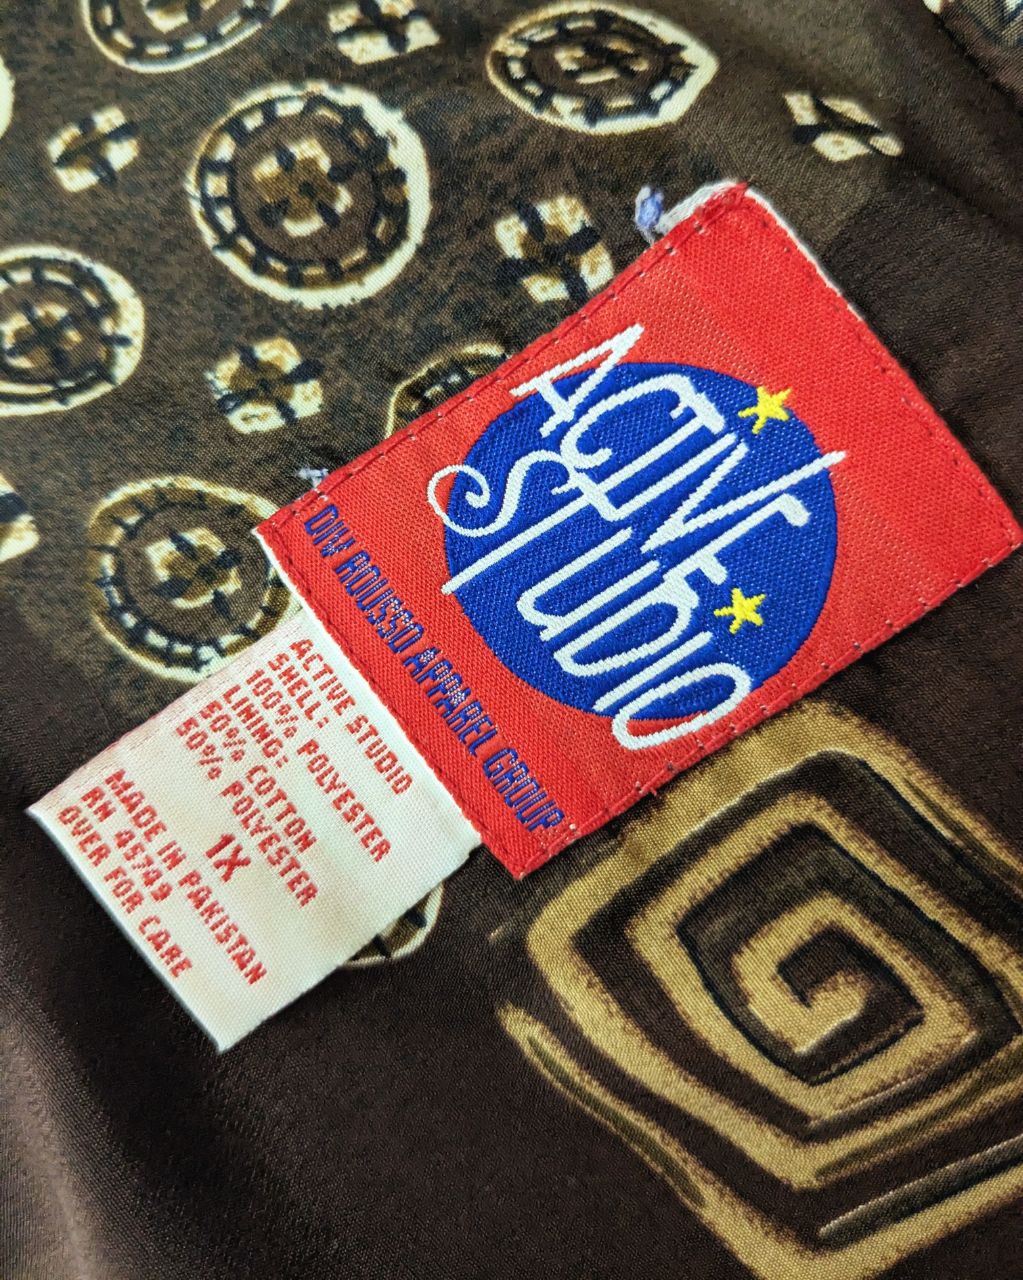 ACTIVE
STUDIO
DIV ROUSSO APPAREL GROUP
ACTIVE STUDIO
SHELL:
100% POLYESTER
LINING:
50% COTTON
50% POLYESTER
1X
MADE IN PAKISTAN
RN 45749
OVER FOR CARE